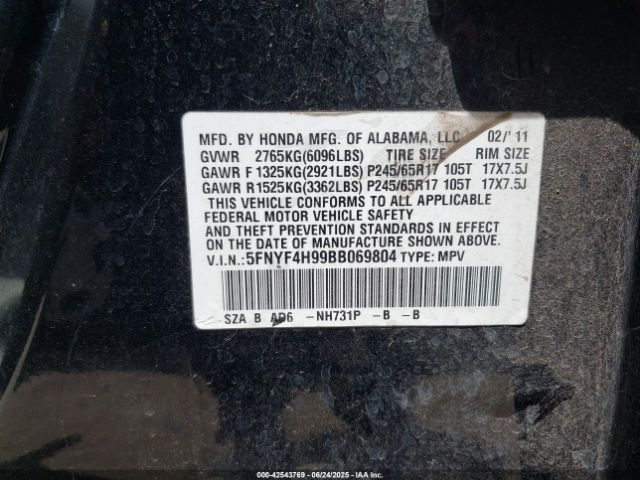 MFD. BY HONDA MFG. OF ALABAMA, LLC 02/'11
GVWR 2765KG(6096LBS) TIRE SIZE RIM SIZE
GAWR F 1325KG(2921LBS) P245/65R17 105T 17X7.5J
GAWR R 1525KG(3362LBS) P245/65R17 105T 17X7.5J
THIS VEHICLE CONFORMS TO ALL APPLICABLE
FEDERAL MOTOR VEHICLE SAFETY
AND THEFT PREVENTION STANDARDS IN EFFECT
ON THE DATE OF MANUFACTURE SHOWN ABOVE.
V.I.N.: 5FNYF4H99BB069804 TYPE: MPV
SZA B AD6 -NH731P -B -B
000-42543769 - 06/24/2025 - IAA Inc.